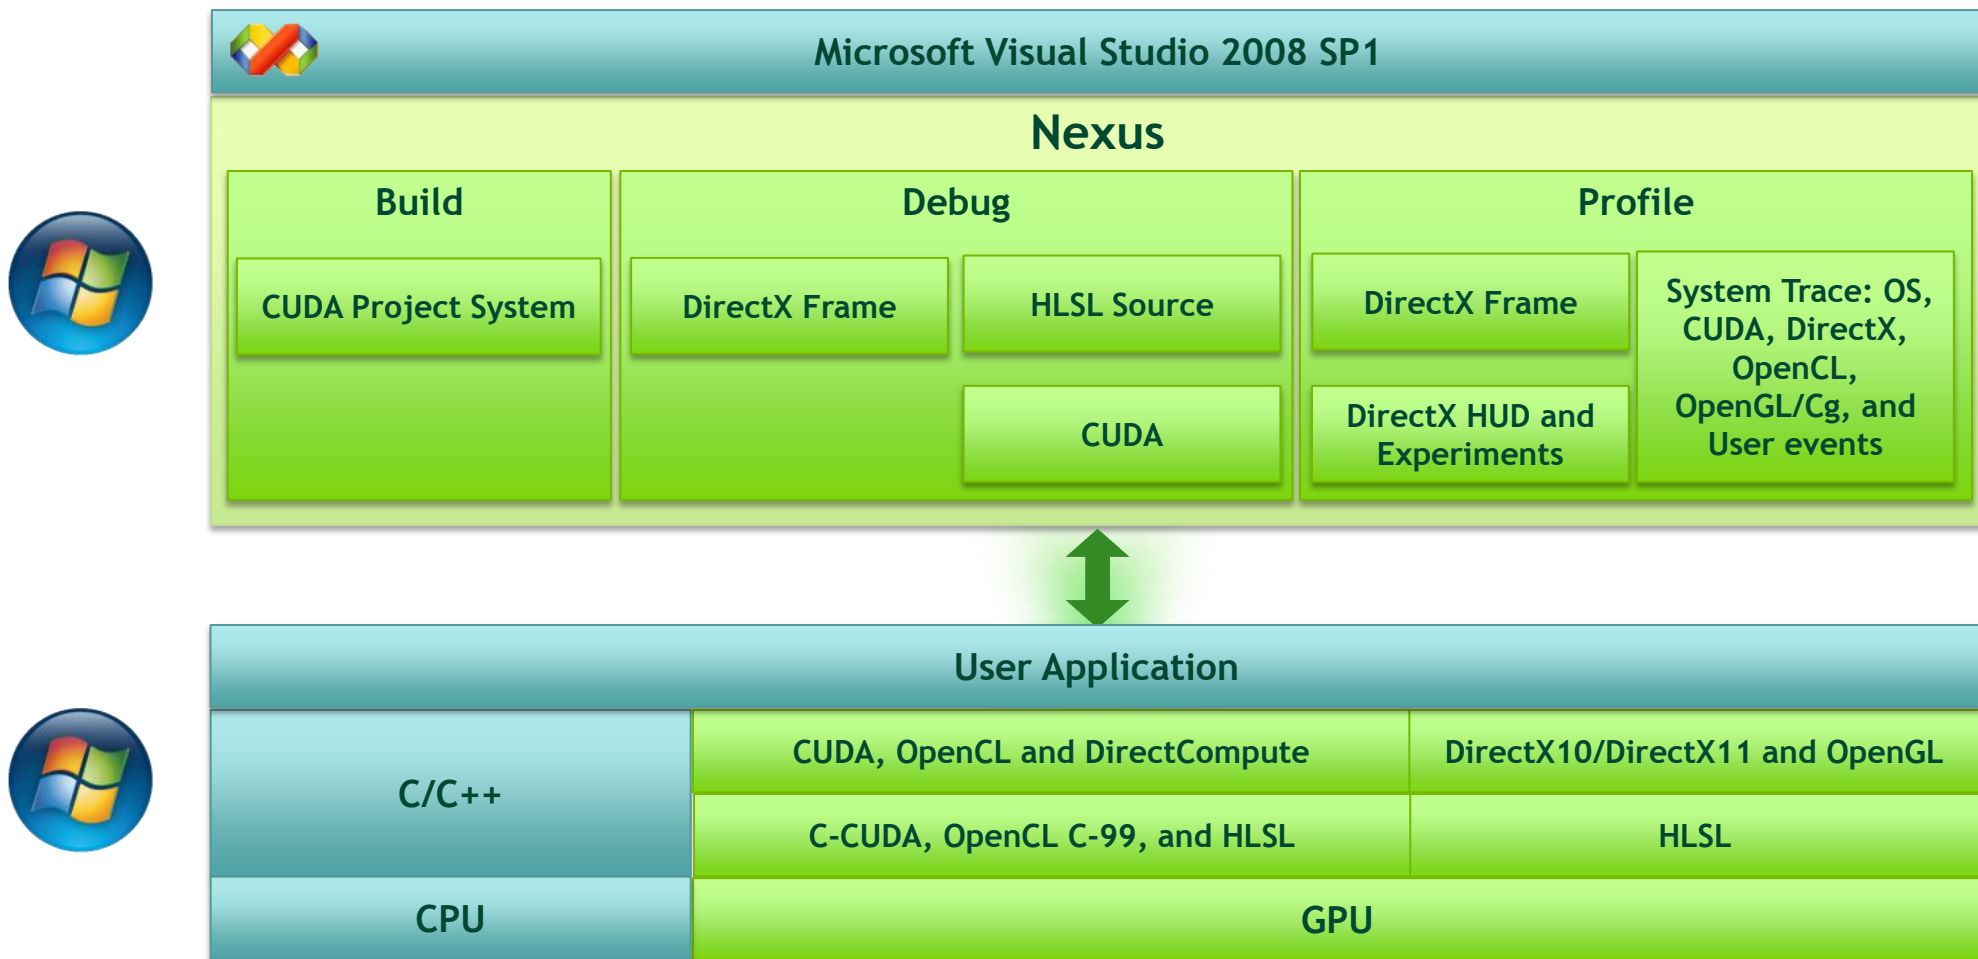 Microsoft Visual Studio 2008 SP1
Nexus
Build
CUDA Project System
Debug
DirectX Frame
HLSL Source
CUDA
Profile
DirectX Frame
DirectX HUD and
Experiments
System Trace: OS,
CUDA, DirectX,
OpenCL,
OpenGL/Cg, and
User events
User Application
C/C++
CUDA, OpenCL and DirectCompute
DirectX10/DirectX11 and OpenGL
C-CUDA, OpenCL C-99, and HLSL
HLSL
CPU
GPU